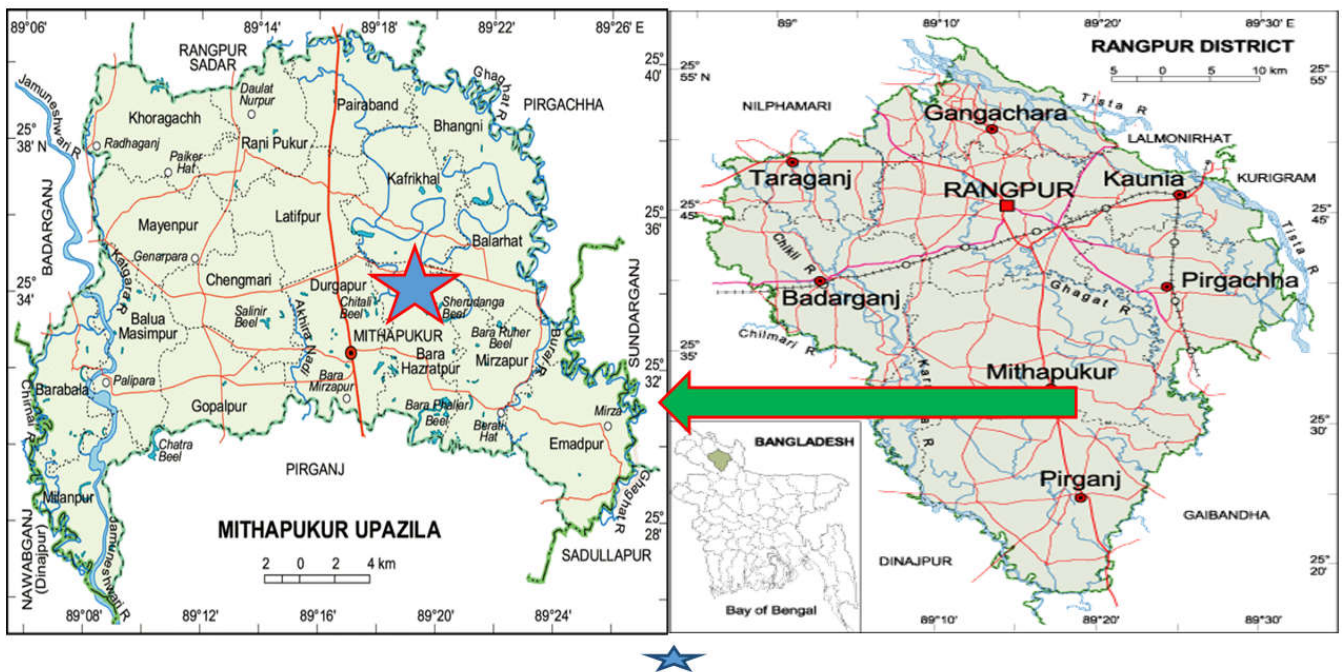 89°06'
89°14'
89°18'
89°22'
89°26' E
RANGPUR
SADAR
25°
40'
Jamuneshwari R
Daulat
Nurpur
Pairaband
Ghaghat R
PIRGACHHA
Khoragachh
Bhangni
25°
38' N
Radhaganj
Rani Pukur
Paiker
Hat
Kafrikhal
BADARGANJ
Mayenpur
Latifpur
25°
36'
Balarhat
Genarpara
Katgara R
Chengmari
25°
34'
Durgapur
Chitali
Beel
Sherudanga
Beel
Salinir
Beel
Balua
Masimpur
Akhira Nadi
MITHAPUKUR
Bara Ruher
Beel
Burail R
SUNDARGANJ
Bara
Hazratpur
Mirzapur
25°
32'
Barabala
Palipara
Bara
Mirzapur
Gopalpur
Bara Phaliar
Beel
Berati
Hat
Mirza
Chatra
Beel
Emadpur
PIRGANJ
Milanpur
Ghaghat R
MITHAPUKUR UPAZILA
25°
28'
NAWABGANJ
(Dinajpur)
Jamuneshwari R
2 0 2 4 km
SADULLAPUR
89°08'
89°12'
89°16'
89°20'
89°24'
89°
89°10'
89°20'
89°30' E
RANGPUR DISTRICT
25°
55' N
5 0 5 10 km
25°
55'
NILPHAMARI
Tista R
Gangachara
LALMONIRHAT
Taraganj
Kaunia
KURIGRAM
RANGPUR
25°
45'
25°
45'
Tista R
Chikli R
Pirgachha
Badarganj
Ghagat R
Chilmari R
25°
35'
Mithapukur
25°
30'
BANGLADESH
Pirganj
GAIBANDHA
DINAJPUR
25°
20'
Bay of Bengal
89°10'
89°20'
89°30'